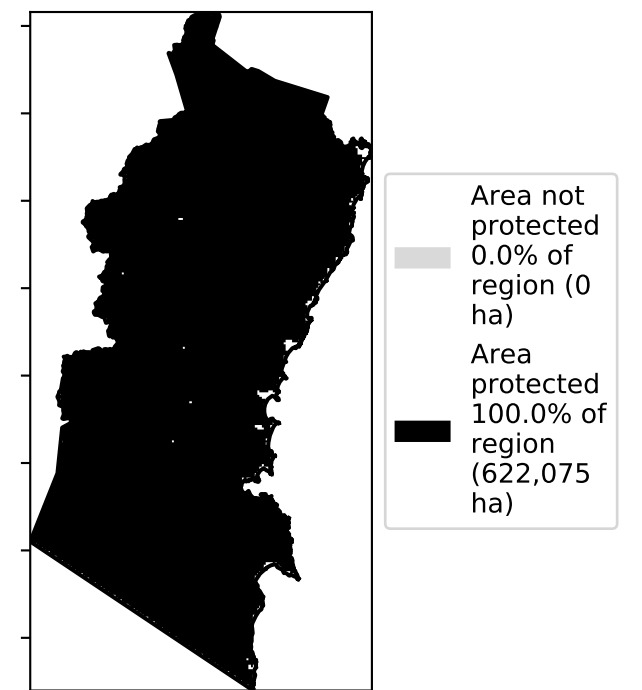 Area not
protected
0.0% of
region (0
ha)
Area
protected
100.0% of
region
(622,075
ha)